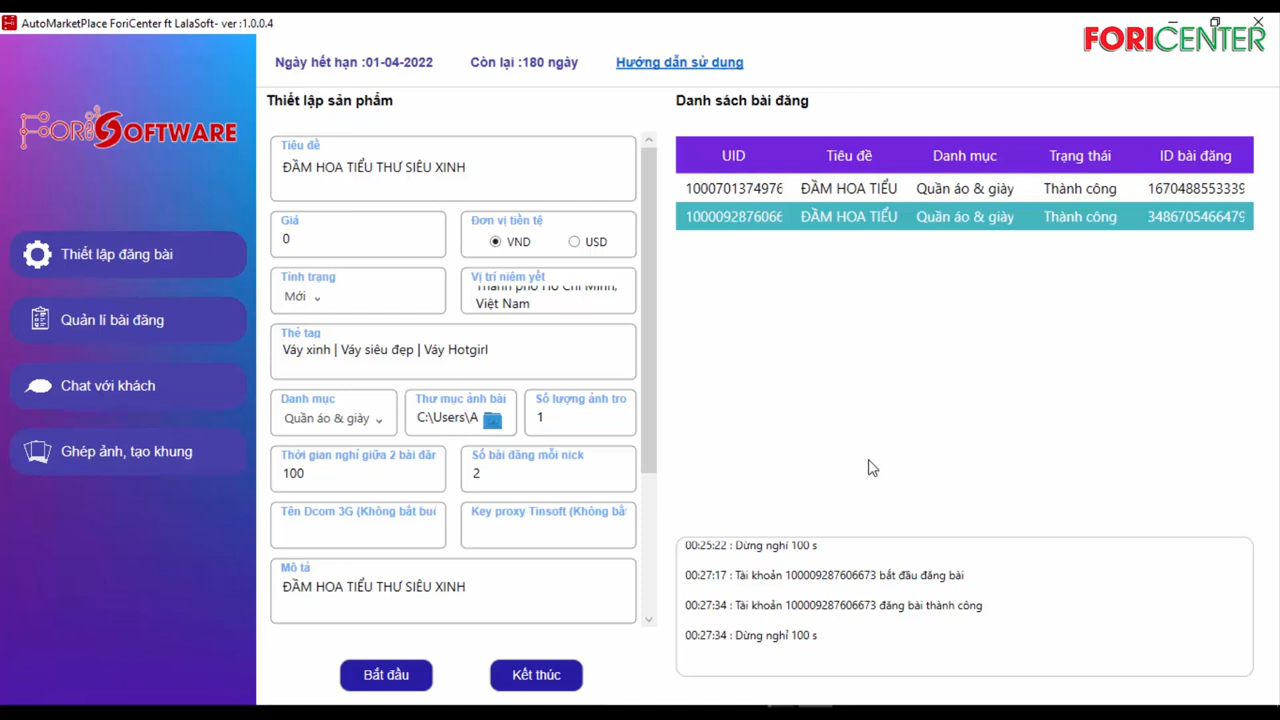 AutoMarketPlace ForiCenter ft LalaSoft- ver :1.0.0.4
FORICENTER
Ngày hết hạn :01-04-2022
Còn lại :180 ngày
Hướng dẫn sử dụng
FORISOFTWARE
Thiết lập đăng bài
Quản lí bài đăng
Chat với khách
Ghép ảnh, tạo khung
Thiết lập sản phẩm
Tiêu đề
ĐẦM HOA TIỂU THƯ SIÊU XINH
Giá
0
Đơn vị tiền tệ
VND
USD
Tình trạng
Mới
Vị trí niêm yết
Thành phố Hồ Chí Minh,
Việt Nam
Thẻ tag
Váy xinh | Váy siêu đẹp | Váy Hotgirl
Danh mục
Quần áo & giày
Thư mục ảnh bài
C:\Users\A
Số lượng ảnh tro
1
Thời gian nghỉ giữa 2 bài đăn
100
Số bài đăng mỗi nick
2
Tên Dcom 3G (Không bắt buộ
Key proxy Tinsoft (Không bắ
Mô tả
ĐẦM HOA TIỂU THƯ SIÊU XINH
Bắt đầu
Kết thúc
Danh sách bài đăng
UID Tiêu đề Danh mục Trạng thái ID bài đăng
1000701374976 ĐẦM HOA TIỂU Quần áo & giày Thành công 1670488553339
1000092876066 ĐẦM HOA TIỂU Quần áo & giày Thành công 3486705466479
00:25:22 : Dừng nghỉ 100 s
00:27:17 : Tài khoản 100009287606673 bắt đầu đăng bài
00:27:34 : Tài khoản 100009287606673 đăng bài thành công
00:27:34 : Dừng nghỉ 100 s